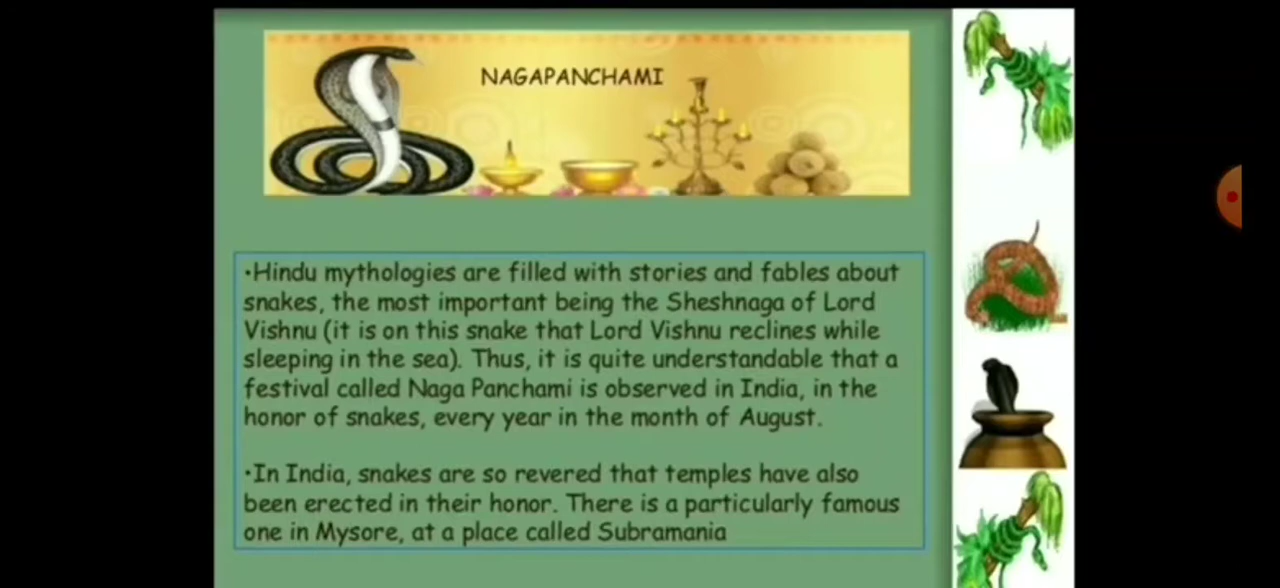 NAGAPANCHAMI
•Hindu mythologies are filled with stories and fables about
snakes, the most important being the Sheshnaga of Lord
Vishnu (it is on this snake that Lord Vishnu reclines while
sleeping in the sea). Thus, it is quite understandable that a
festival called Naga Panchami is observed in India, in the
honor of snakes, every year in the month of August.
•In India, snakes are so revered that temples have also
been erected in their honor. There is a particularly famous
one in Mysore, at a place called Subramania